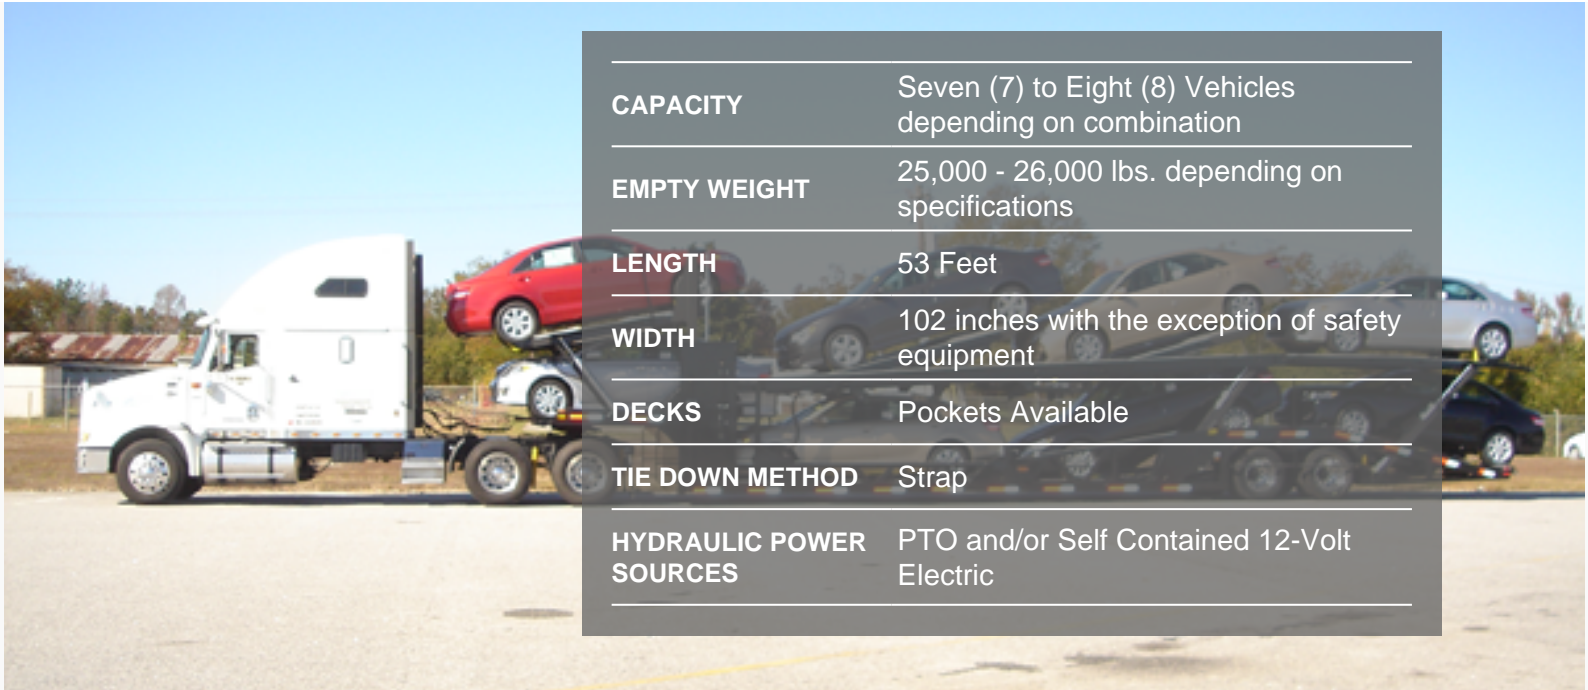 CAPACITY
Seven (7) to Eight (8) Vehicles
depending on combination
EMPTY WEIGHT
25,000 - 26,000 lbs. depending on
specifications
LENGTH
53 Feet
WIDTH
102 inches with the exception of safety
equipment
DECKS
Pockets Available
TIE DOWN METHOD
Strap
HYDRAULIC POWER
SOURCES
PTO and/or Self Contained 12-Volt
Electric